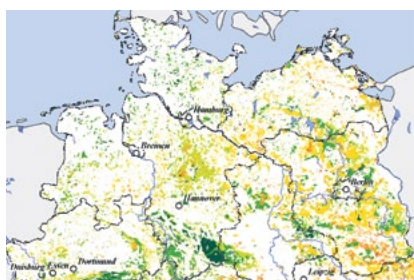 Hamburg
Bremen
Berlin
Hannover
Duisburg Essen Dortmund
Leipzig